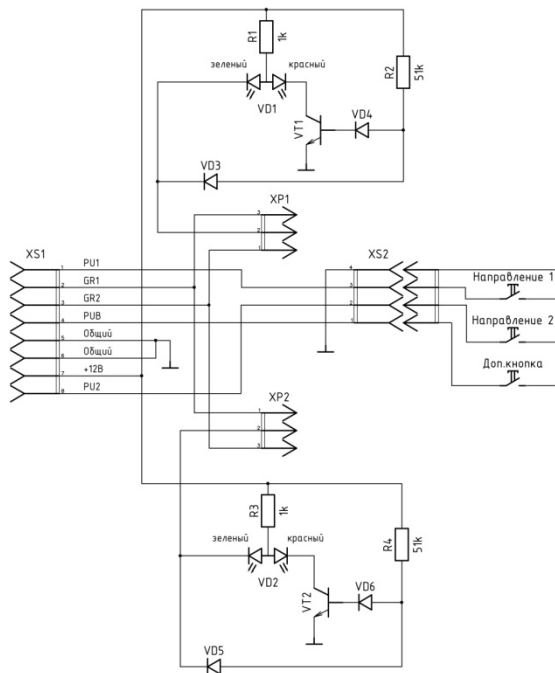 R1
1k
R2
51k
зеленый
красный
VD1
VT1
VD4
VD3
XP1
3
2
1
XS1
1
PU1
2
GR1
3
GR2
4
PUB
5
Общий
6
Общий
7
+12В
8
PU2
XS2
4
3
2
1
Направление 1
Направление 2
Доп.кнопка
XP2
1
2
3
R3
1k
R4
51k
зеленый
красный
VD2
VT2
VD6
VD5